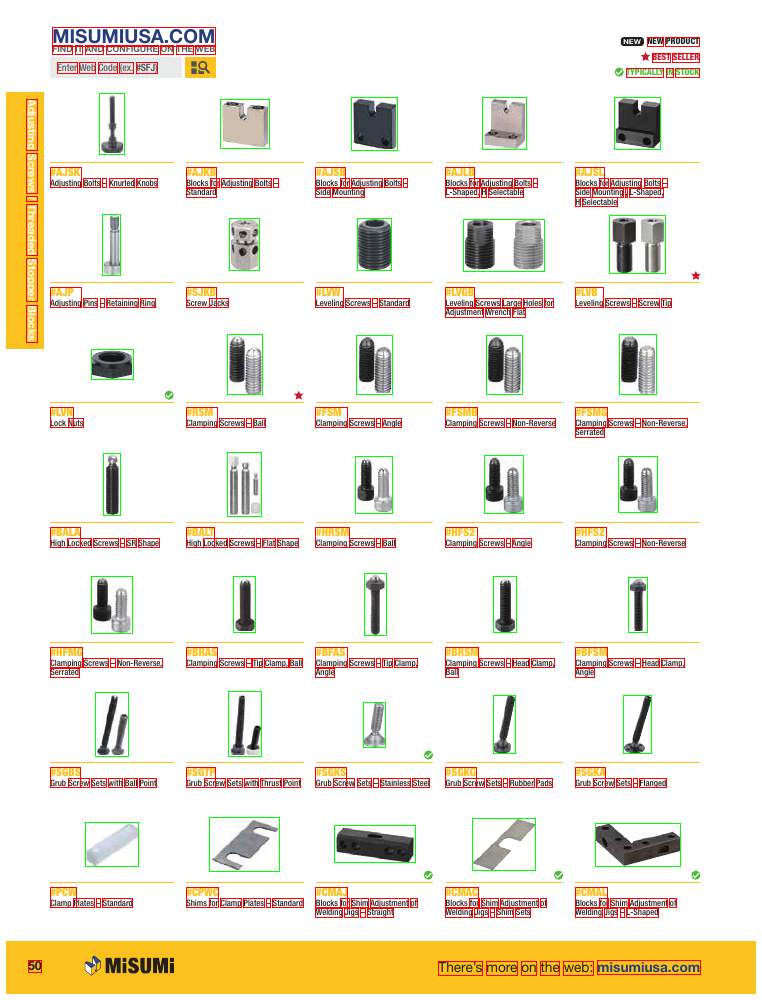 MISUMIUSA.COM
FIND IT AND CONFIGURE ON THE WEB
Enter Web Code (ex. #SFJ)
NEW NEW PRODUCT
BEST SELLER
TYPICALLY IN STOCK
Adjusting Screws / Threaded Stopper Blocks
#AJSK
Adjusting Bolts – Knurled Knobs
#AJKB
Blocks for Adjusting Bolts –
Standard
#AJSB
Blocks for Adjusting Bolts –
Side Mounting
#AJLB
Blocks for Adjusting Bolts –
L-Shaped, H Selectable
#AJSL
Blocks for Adjusting Bolts –
Side Mounting, L-Shaped,
H Selectable
#AJP
Adjusting Pins – Retaining Ring
#SJKB
Screw Jacks
#LVW
Leveling Screws – Standard
#LVGB
Leveling Screws Large Holes for
Adjustment Wrench Flat
#LVB
Leveling Screws – Screw Tip
#LVN
Lock Nuts
#RSM
Clamping Screws – Ball
#FSM
Clamping Screws – Angle
#FSMB
Clamping Screws – Non-Reverse
#FSMG
Clamping Screws – Non-Reverse,
Serrated
#BALA
High Locked Screws – SR Shape
#BALT
High Locked Screws – Flat Shape
#HRSM
Clamping Screws – Ball
#HFS2
Clamping Screws – Angle
#HFS2
Clamping Screws – Non-Reverse
#HFMG
Clamping Screws – Non-Reverse,
Serrated
#BRAS
Clamping Screws – Tip Clamp, Ball
#BFAS
Clamping Screws – Tip Clamp,
Angle
#BRSM
Clamping Screws – Head Clamp,
Ball
#BFSM
Clamping Screws – Head Clamp,
Angle
#SGBS
Grub Screw Sets with Ball Point
#SGTP
Grub Screw Sets with Thrust Point
#SGKS
Grub Screw Sets – Stainless Steel
#SGKG
Grub Screw Sets – Rubber Pads
#SGKA
Grub Screw Sets – Flanged
#PCW
Clamp Plates – Standard
#CPWC
Shims for Clamp Plates – Standard
#CMAJ
Blocks for Shim Adjustment of
Welding Jigs – Straight
#CMAC
Blocks for Shim Adjustment of
Welding Jigs – Shim Sets
#CMAL
Blocks for Shim Adjustment of
Welding Jigs – L-Shaped
50
MiSUMi
There's more on the web: misumiusa.com